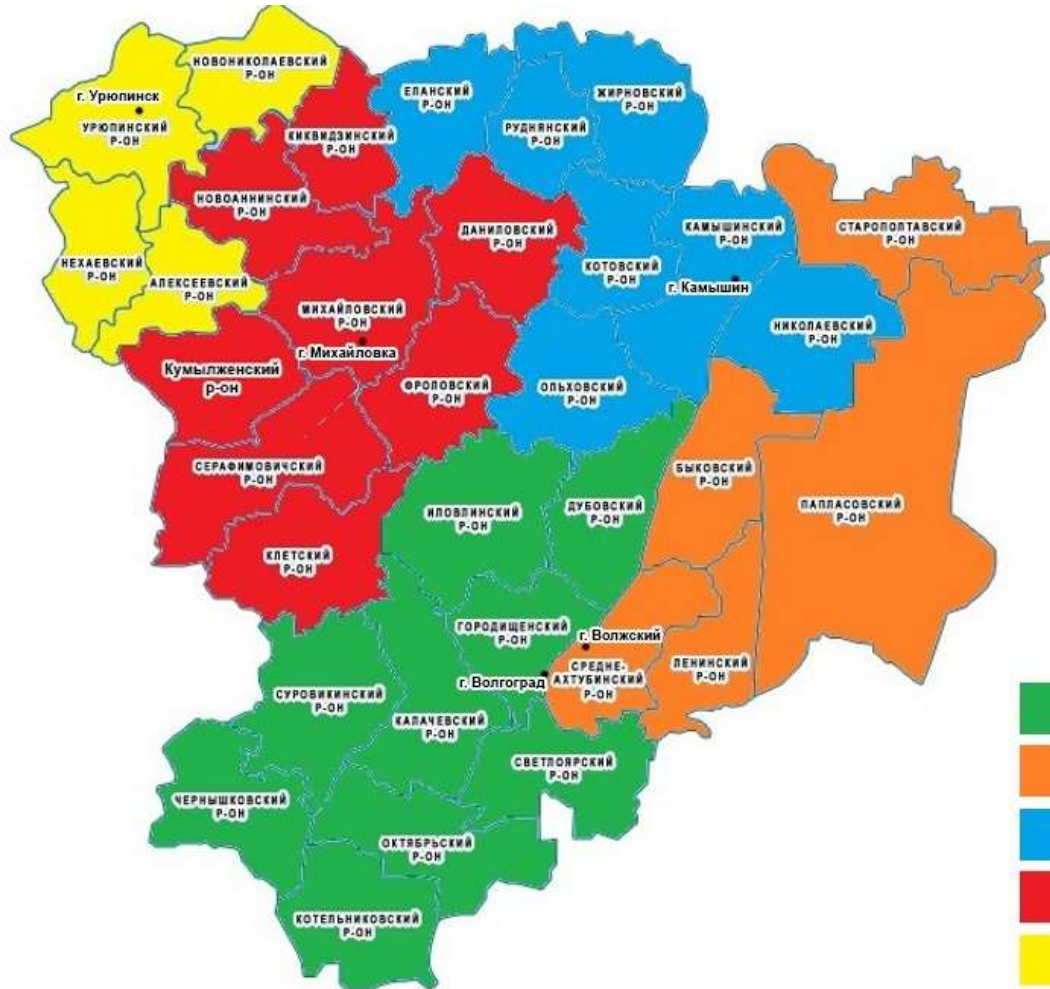 НОВОНИКОЛАЕВСКИЙ
Р-ОН
г. Урюпинск
УРЮПИНСКИЙ
Р-ОН
ЕЛАНСКИЙ
Р-ОН
ЖИРНОВСКИЙ
Р-ОН
РУДНЯНСКИЙ
Р-ОН
КИКВИДЗИНСКИЙ
Р-ОН
НОВОАННИНСКИЙ
Р-ОН
ДАНИЛОВСКИЙ
Р-ОН
КАМЫШИНСКИЙ
Р-ОН
СТАРОПОЛТАВСКИЙ
Р-ОН
НЕХАЕВСКИЙ
Р-ОН
АЛЕКСЕЕВСКИЙ
Р-ОН
КОТОВСКИЙ
Р-ОН
г. Камышин
МИХАЙЛОВСКИЙ
Р-ОН
г. Михайловка
НИКОЛАЕВСКИЙ
Р-ОН
Кумылженский
р-он
ФРОЛОВСКИЙ
Р-ОН
ОЛЬХОВСКИЙ
Р-ОН
СЕРАФИМОВИЧСКИЙ
Р-ОН
БЫКОВСКИЙ
Р-ОН
ИЛОВЛИНСКИЙ
Р-ОН
ДУБОВСКИЙ
Р-ОН
ПАПЛАСОВСКИЙ
Р-ОН
КЛЕТСКИЙ
Р-ОН
ГОРОДИЩЕНСКИЙ
Р-ОН
г. Волжский
г. Волгоград
СРЕДНЕ-
АХТУБИНСКИЙ
Р-ОН
ЛЕНИНСКИЙ
Р-ОН
СУРОВИКИНСКИЙ
Р-ОН
КАЛАЧЕВСКИЙ
Р-ОН
СВЕТЛОЯРСКИЙ
Р-ОН
ЧЕРНЫШКОВСКИЙ
Р-ОН
ОКТЯБРЬСКИЙ
Р-ОН
КОТЕЛЬНИКОВСКИЙ
Р-ОН